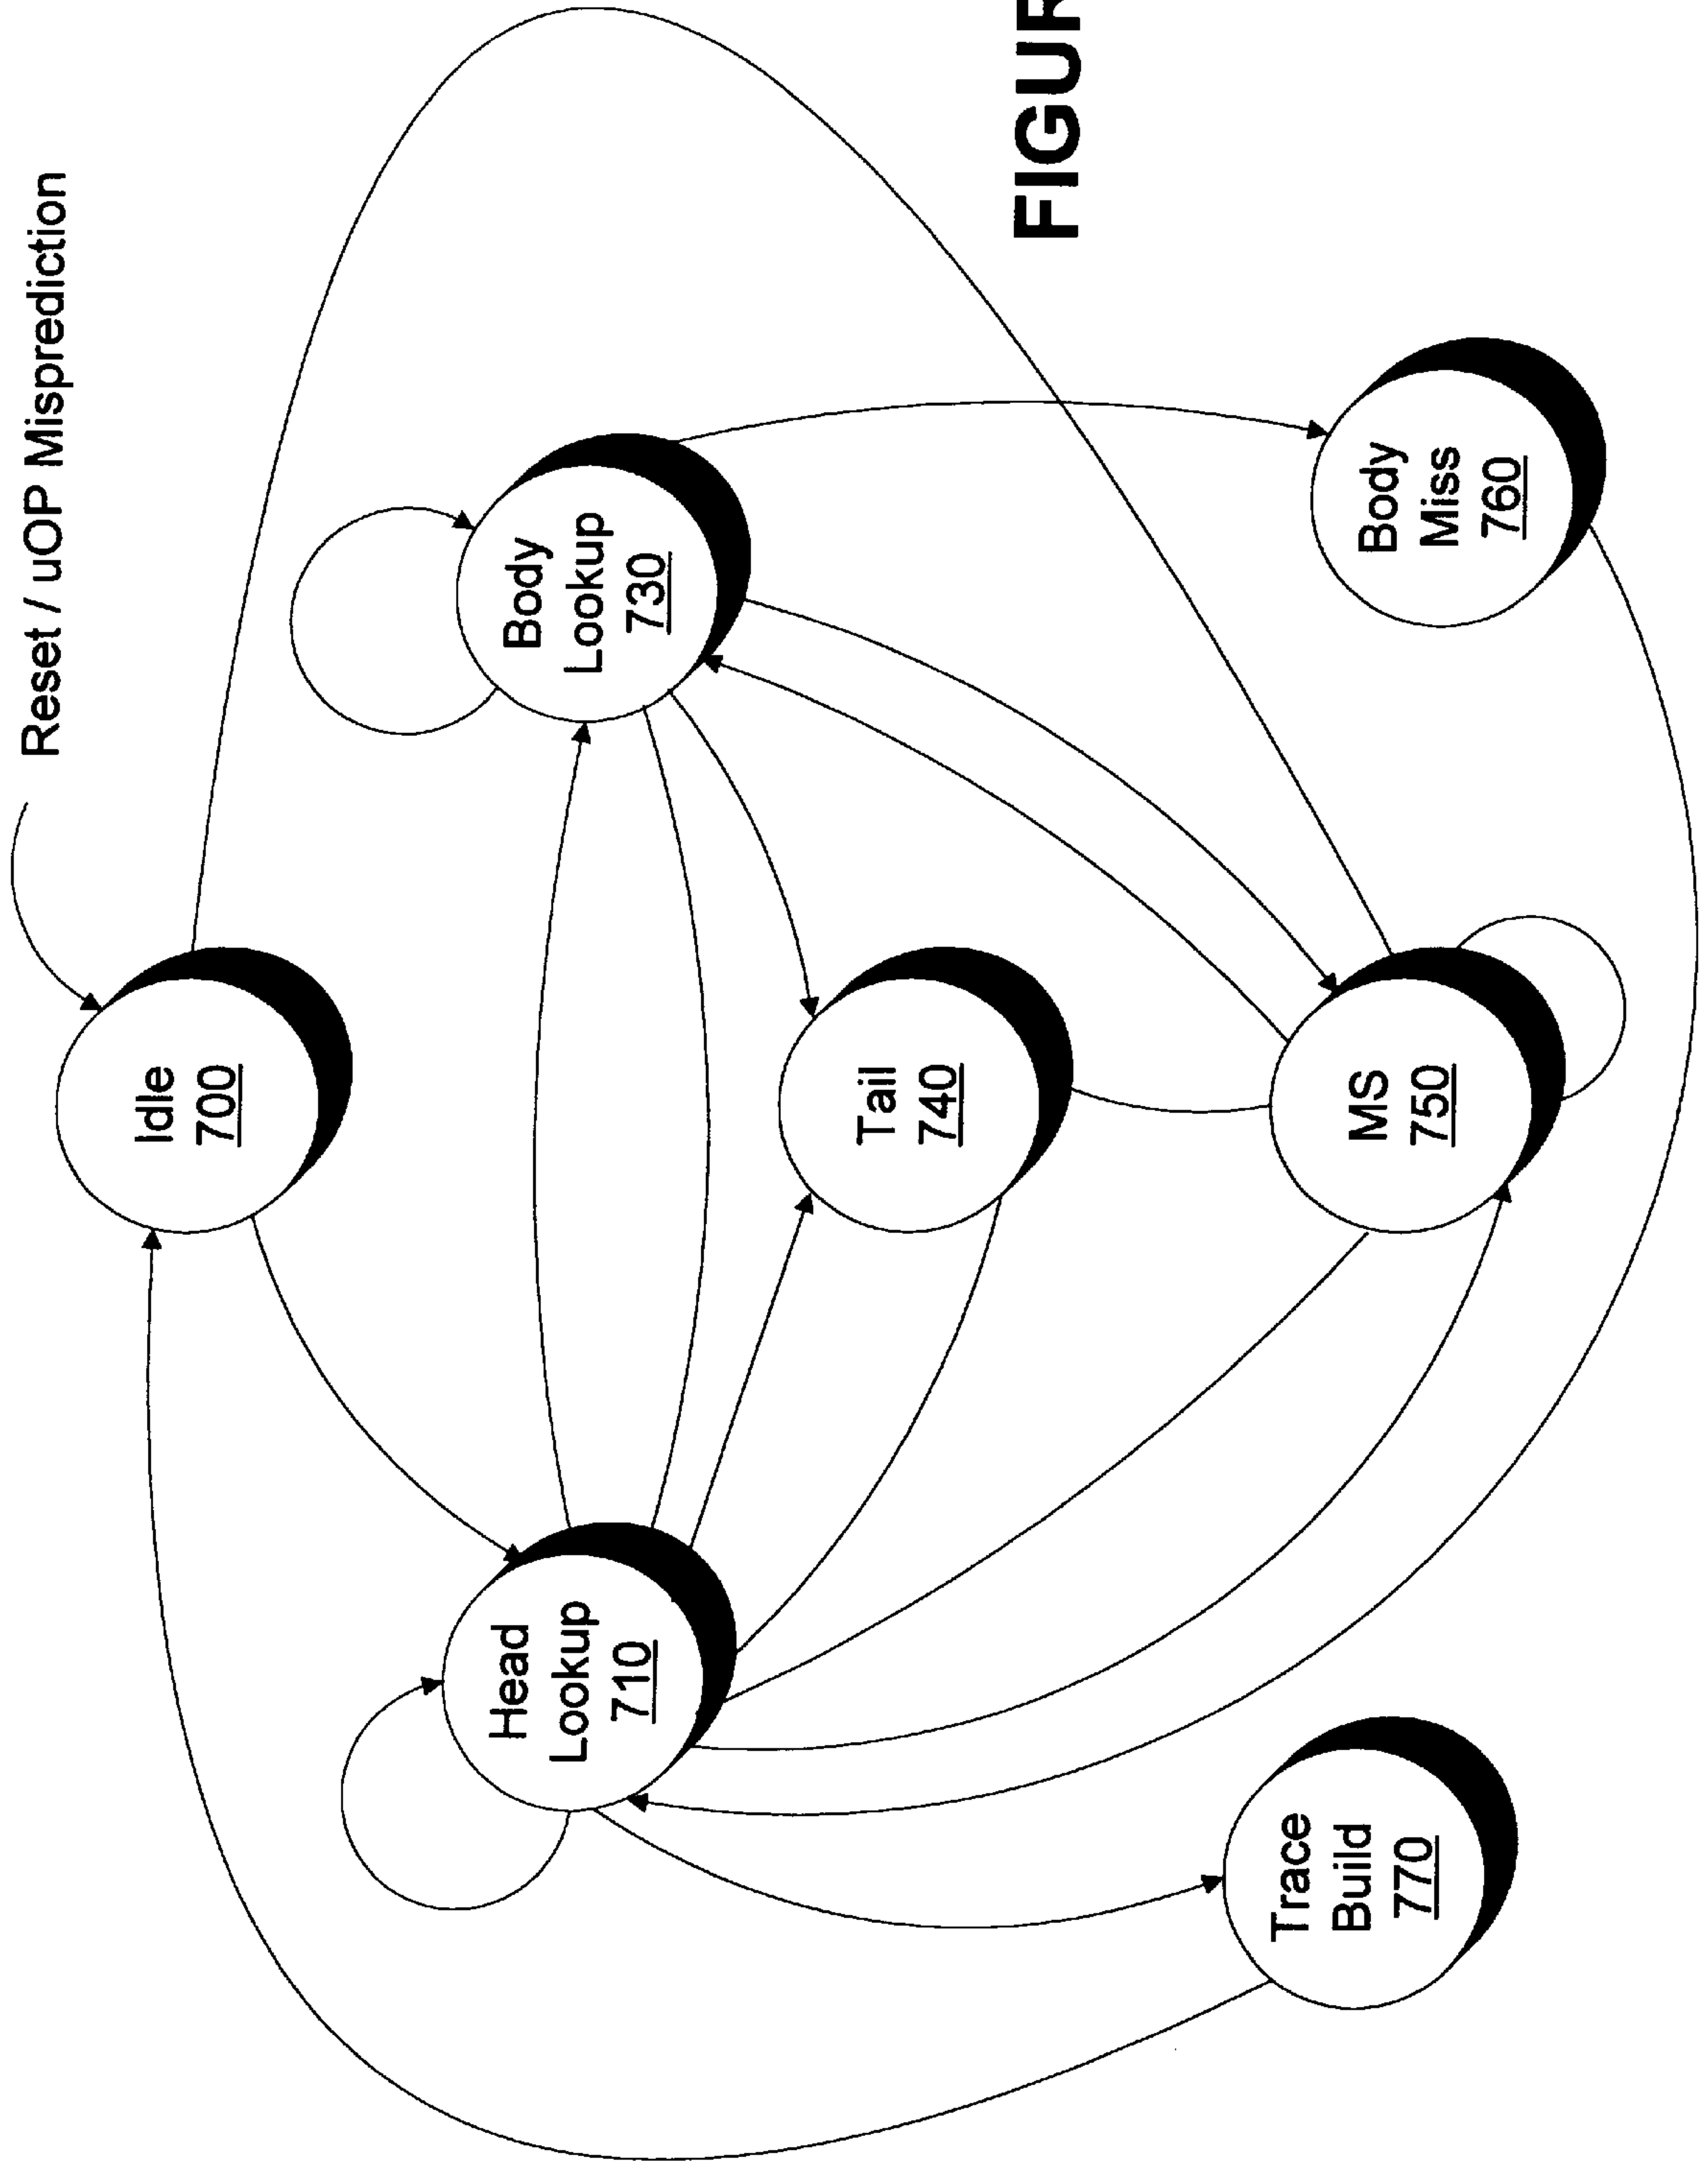 Reset / uOP Misprediction
Idle
700
Head
Lookup
710
Body
Lookup
730
Tail
740
MS
750
Body
Miss
760
Trace
Build
770